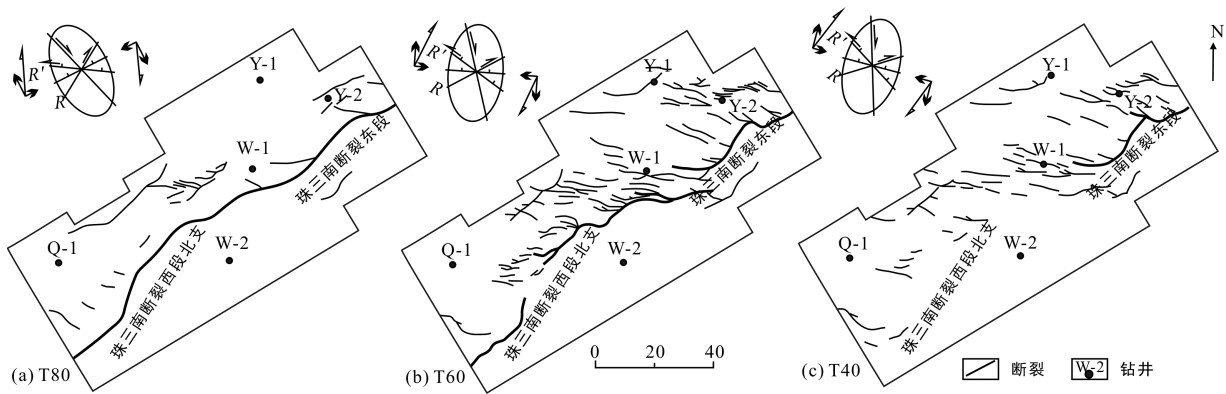 R'
R
Y-1
Y-2
W-1
Q-1
W-2
珠三南断裂东段
珠三南断裂西段北支
(a) T80
R'
R
Y-1
Y-2
W-1
Q-1
W-2
珠三南断裂东段
珠三南断裂西段北支
(b) T60
0 20 40
R'
R
N
Y-1
Y-2
W-1
Q-1
W-2
珠三南断裂东段
珠三南断裂西段北支
(c) T40
断裂
W-2 钻井